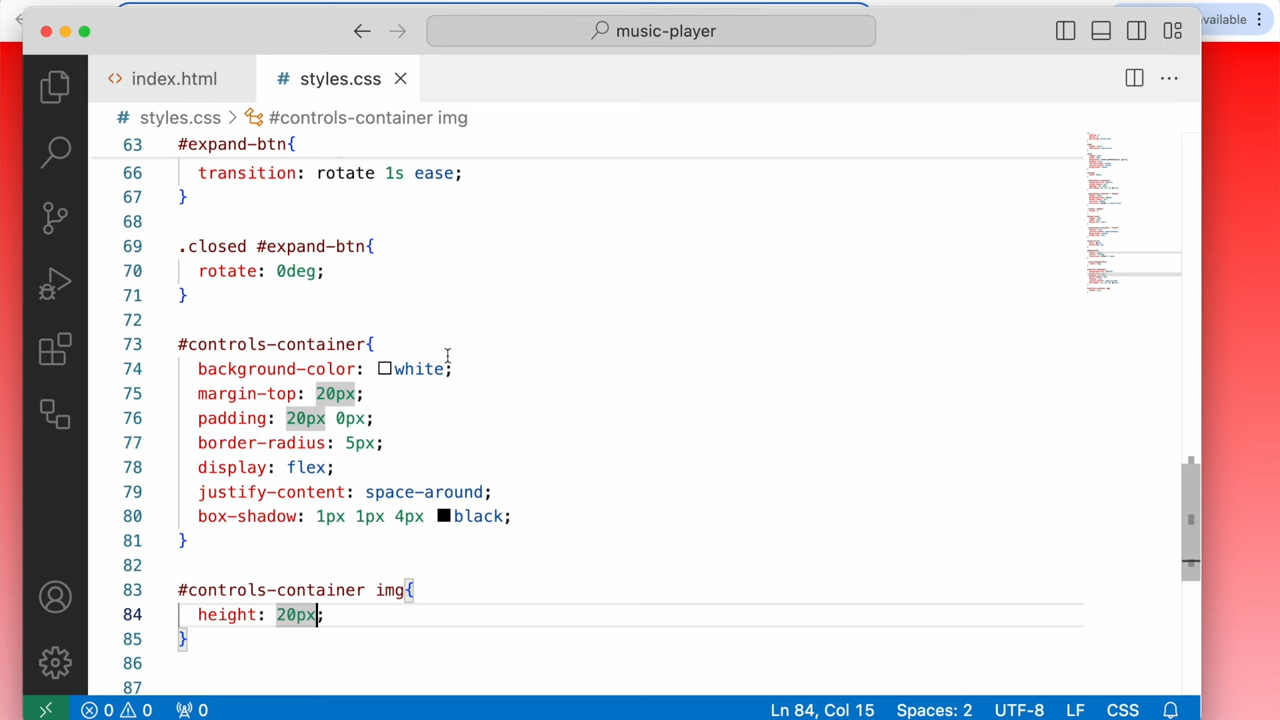 vailable
music-player
index.html
# styles.css
# styles.css > #controls-container img
63 #expand-btn{
66 transition: rotate 1s ease;
67 }
68
69 .closed #expand-btn{
70 rotate: 0deg;
71 }
72
73 #controls-container{
74 background-color: white;
75 margin-top: 20px;
76 padding: 20px 0px;
77 border-radius: 5px;
78 display: flex;
79 justify-content: space-around;
80 box-shadow: 1px 1px 4px black;
81 }
82
83 #controls-container img{
84 height: 20px;
85 }
86
87
0 0 0 Ln 84, Col 15 Spaces: 2 UTF-8 LF CSS